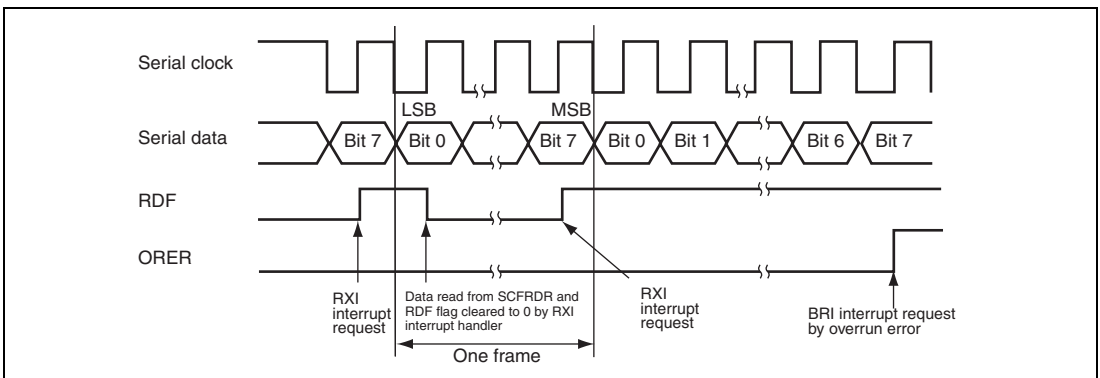 Serial clock
LSB MSB
Serial data
Bit 7 Bit 0 Bit 7 Bit 0 Bit 1 Bit 6 Bit 7
RDF
ORER
RXI
interrupt
request
Data read from SCFRDR and
RDF flag cleared to 0 by RXI
interrupt handler
RXI
interrupt
request
BRI interrupt request
by overrun error
One frame